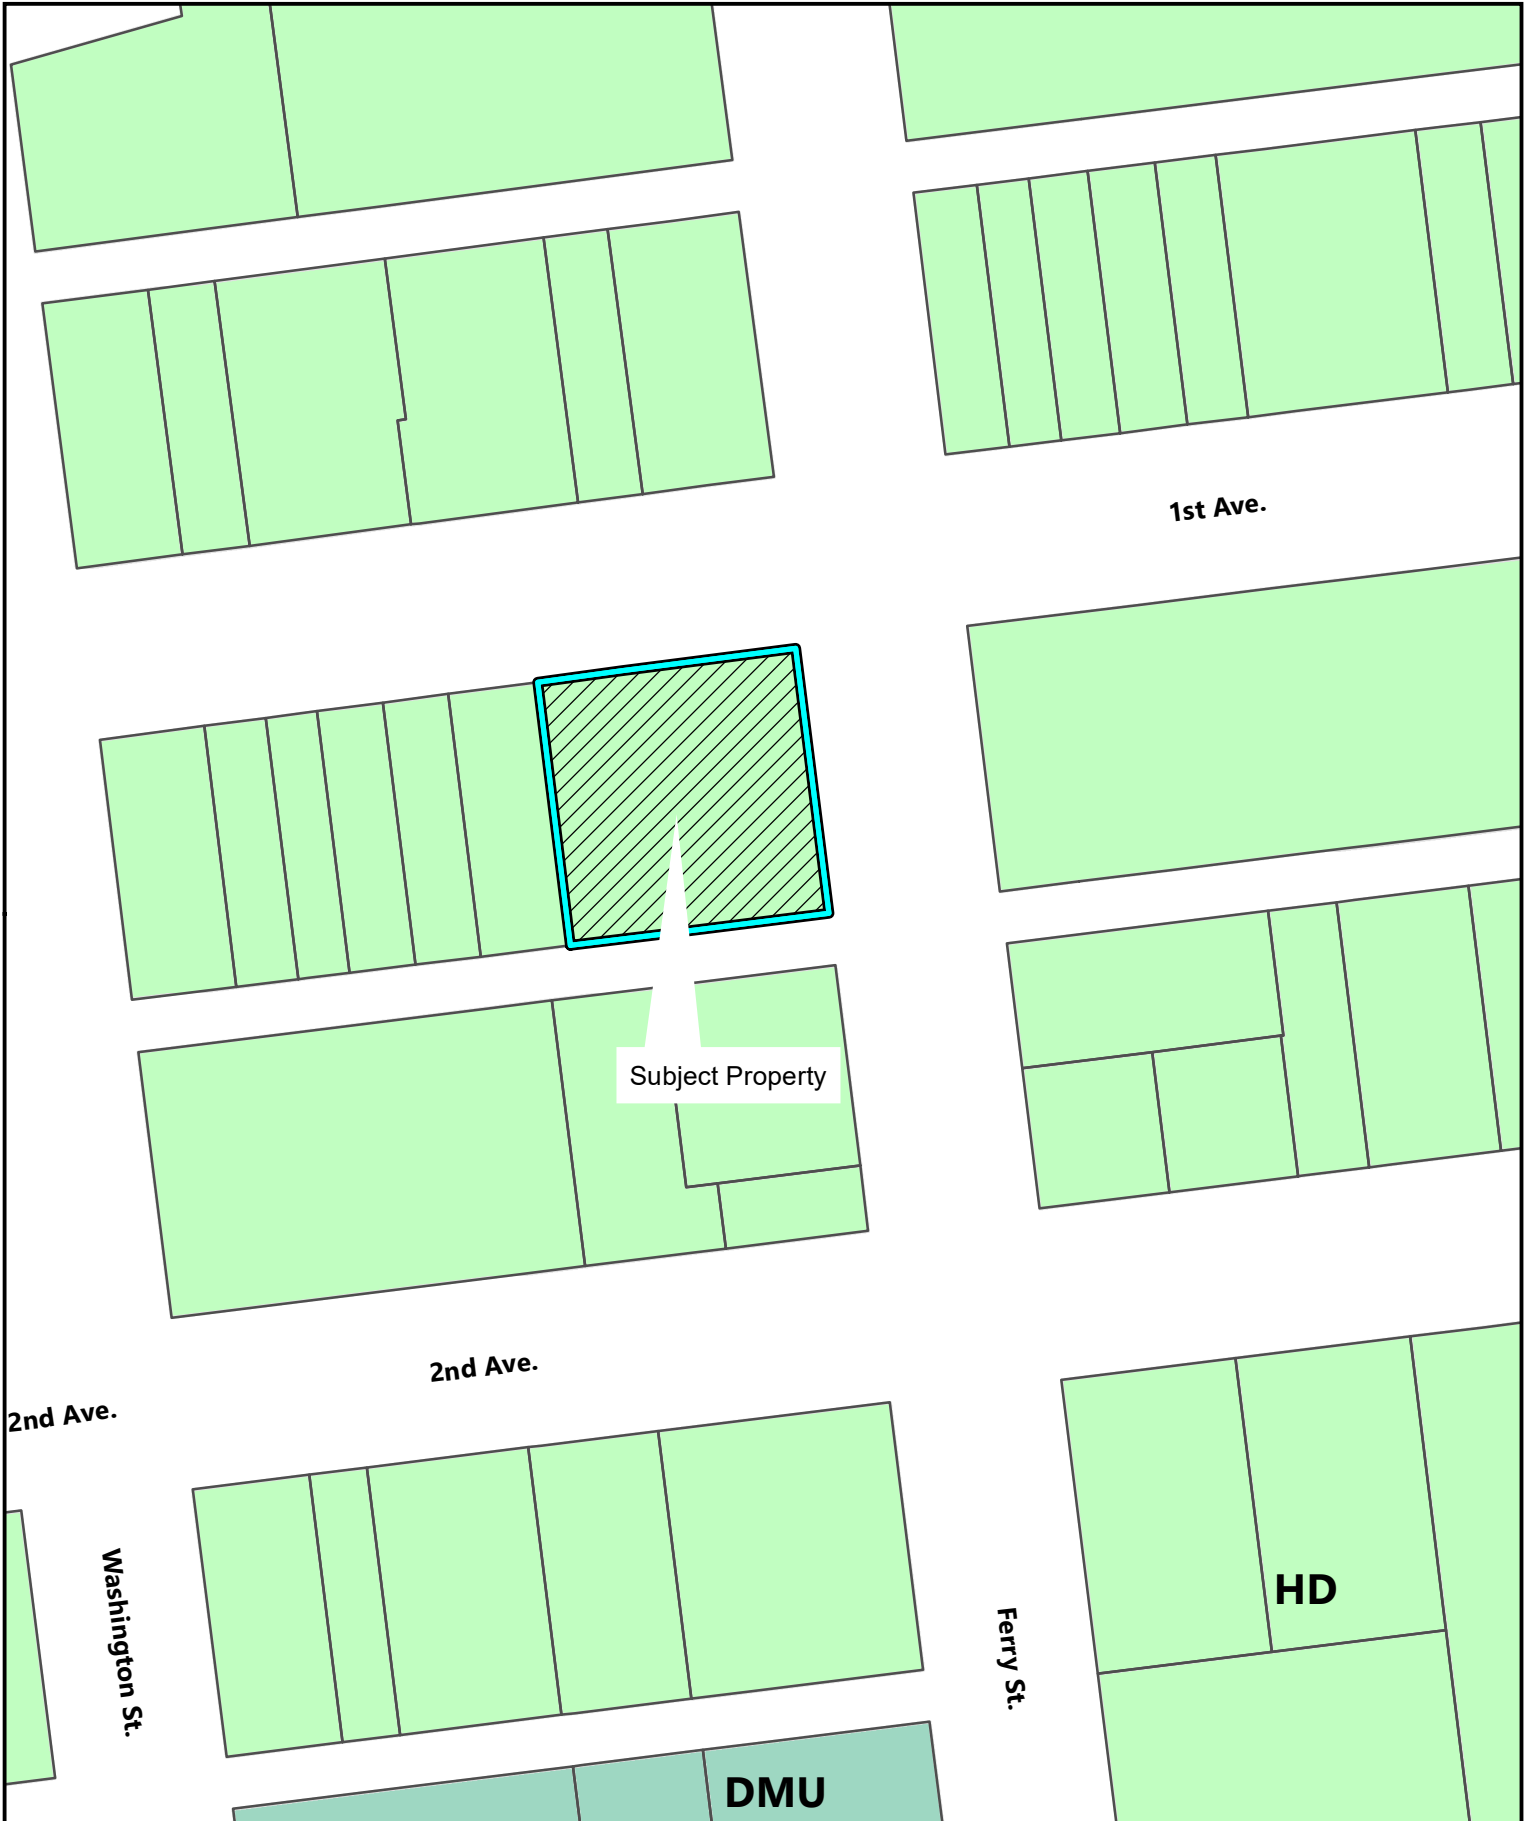 1st Ave.
Subject Property
2nd Ave.
2nd Ave.
Washington St.
Ferry St.
HD
DMU